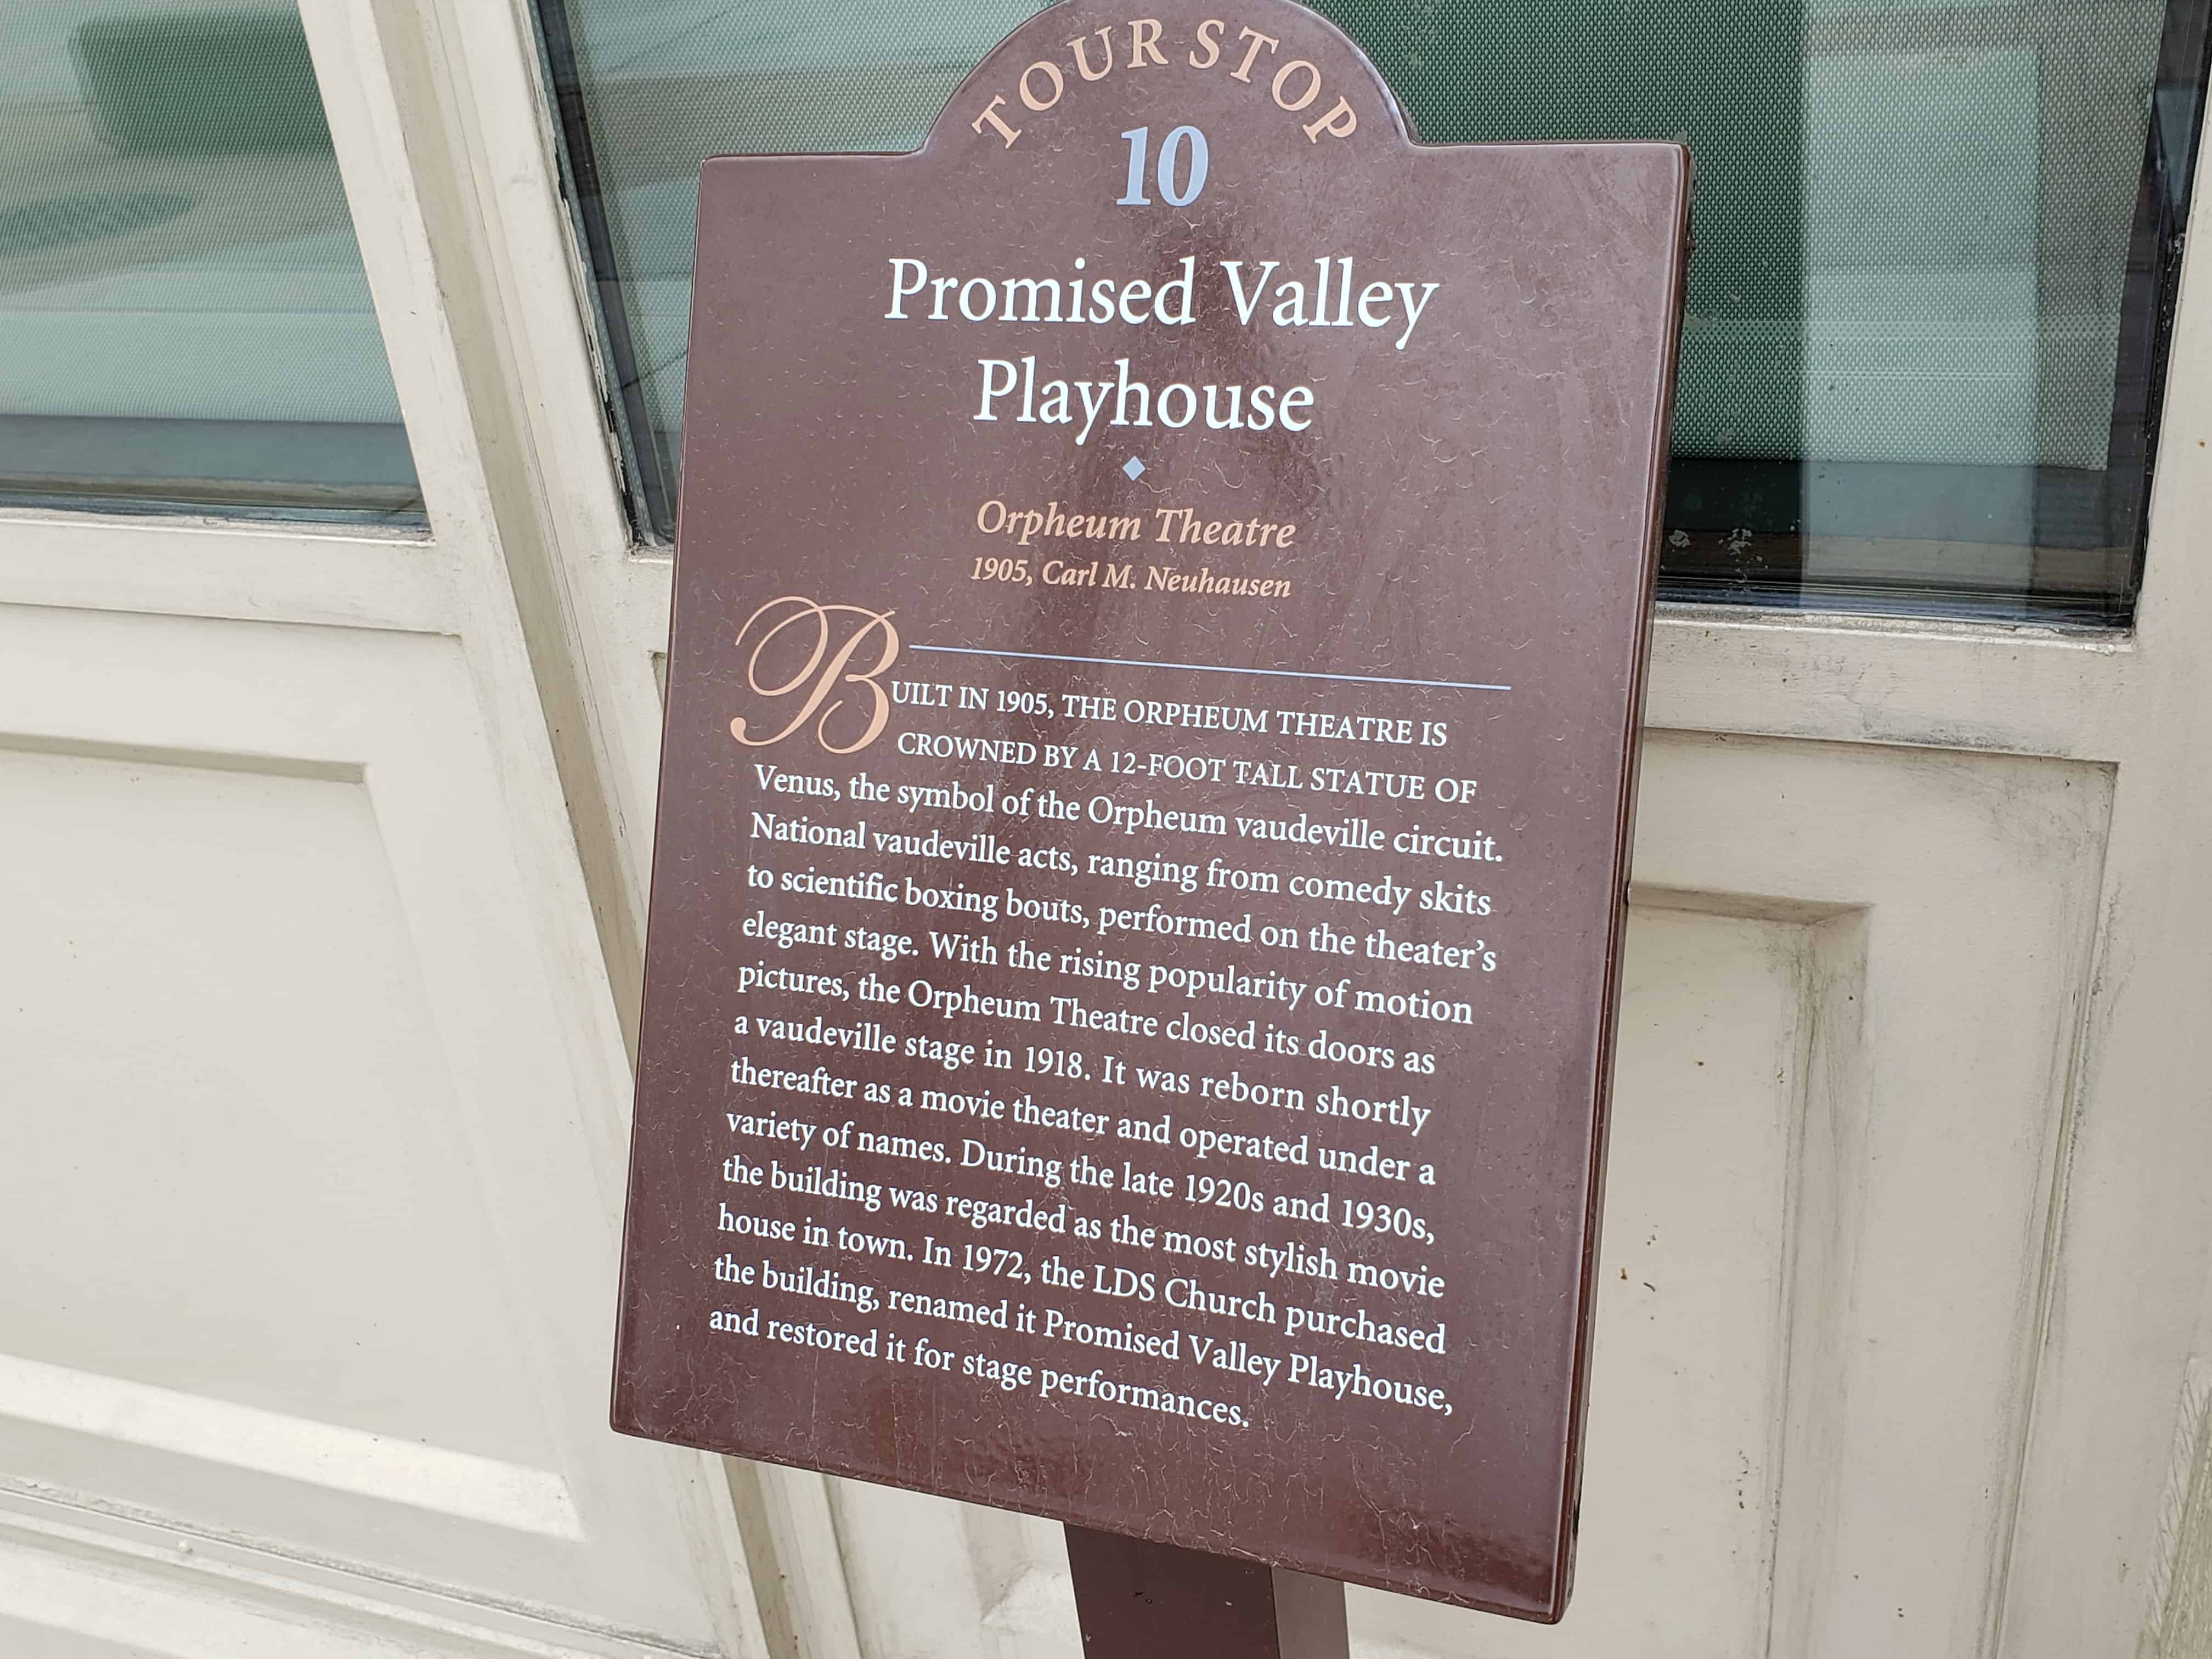 TOUR STOP
10
Promised Valley
Playhouse
Orpheum Theatre
1905, Carl M. Neuhausen
BUILT IN 1905, THE ORPHEUM THEATRE IS
CROWNED BY A 12-FOOT TALL STATUE OF
Venus, the symbol of the Orpheum vaudeville circuit.
National vaudeville acts, ranging from comedy skits
to scientific boxing bouts, performed on the theater's
elegant stage. With the rising popularity of motion
pictures, the Orpheum Theatre closed its doors as
a vaudeville stage in 1918. It was reborn shortly
thereafter as a movie theater and operated under a
variety of names. During the late 1920s and 1930s,
the building was regarded as the most stylish movie
house in town. In 1972, the LDS Church purchased
the building, renamed it Promised Valley Playhouse,
and restored it for stage performances.